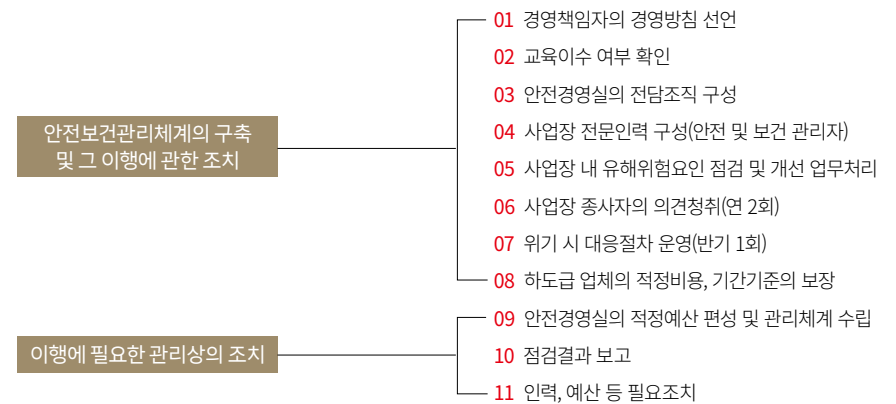 안전보건관리체계의 구축
및 그 이행에 관한 조치
01 경영책임자의 경영방침 선언
02 교육이수 여부 확인
03 안전경영실의 전담조직 구성
04 사업장 전문인력 구성(안전 및 보건 관리자)
05 사업장 내 유해위험요인 점검 및 개선 업무처리
06 사업장 종사자의 의견청취(연 2회)
07 위기 시 대응절차 운영(반기 1회)
08 하도급 업체의 적정비용, 기간기준의 보장
이행에 필요한 관리상의 조치
09 안전경영실의 적정예산 편성 및 관리체계 수립
10 점검결과 보고
11 인력, 예산 등 필요조치